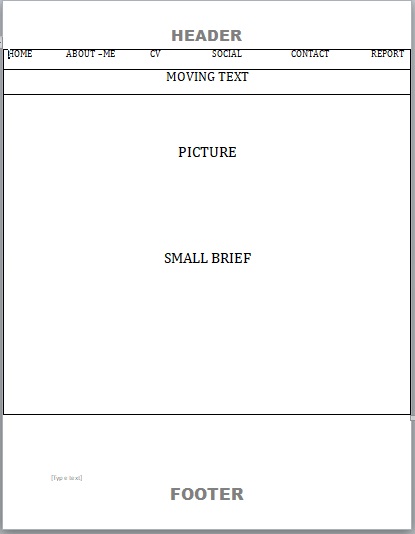 HEADER
HOME ABOUT –ME CV SOCIAL CONTACT REPORT
MOVING TEXT
PICTURE
SMALL BRIEF
[Type text]
FOOTER